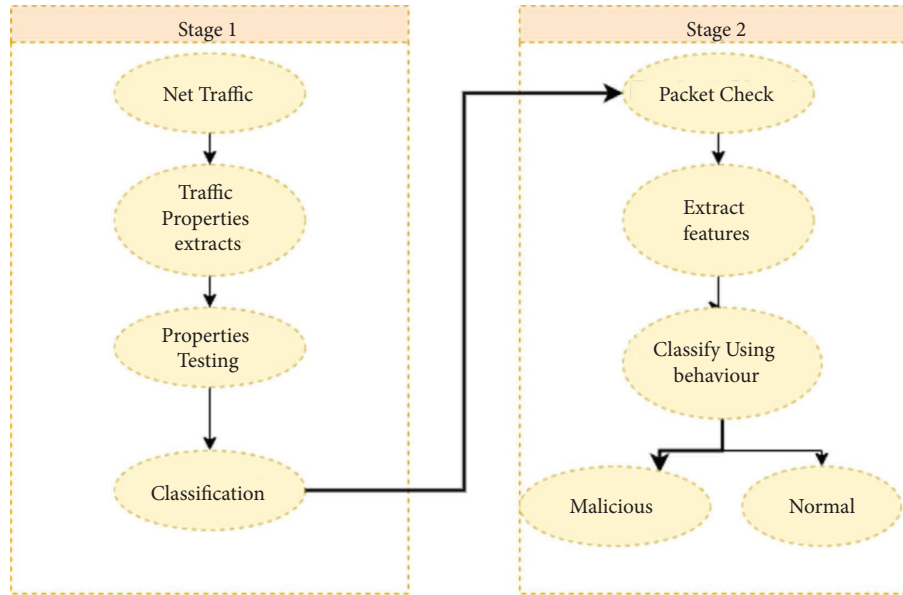 Stage 1
Net Traffic
Traffic
Properties
extracts
Properties
Testing
Classification
Stage 2
Packet Check
Extract
features
Classify Using
behaviour
Malicious
Normal